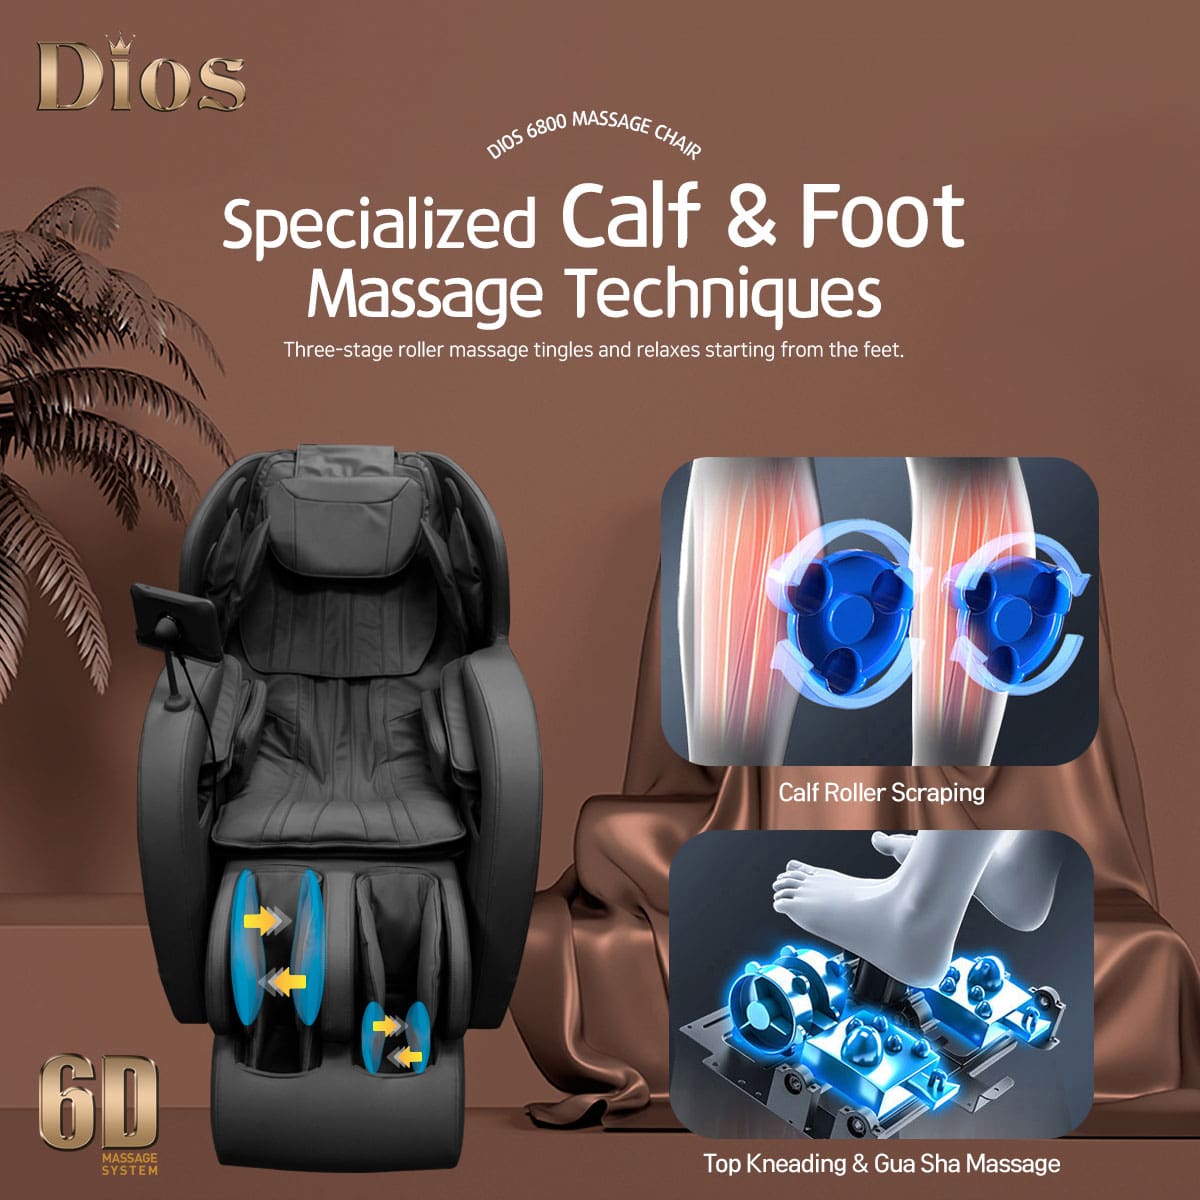 Dios
DIOS 6800 MASSAGE CHAIR
Specialized Calf & Foot
Massage Techniques
Three-stage roller massage tingles and relaxes starting from the feet.
Calf Roller Scraping
Top Kneading & Gua Sha Massage
6D
MASSAGE
SYSTEM